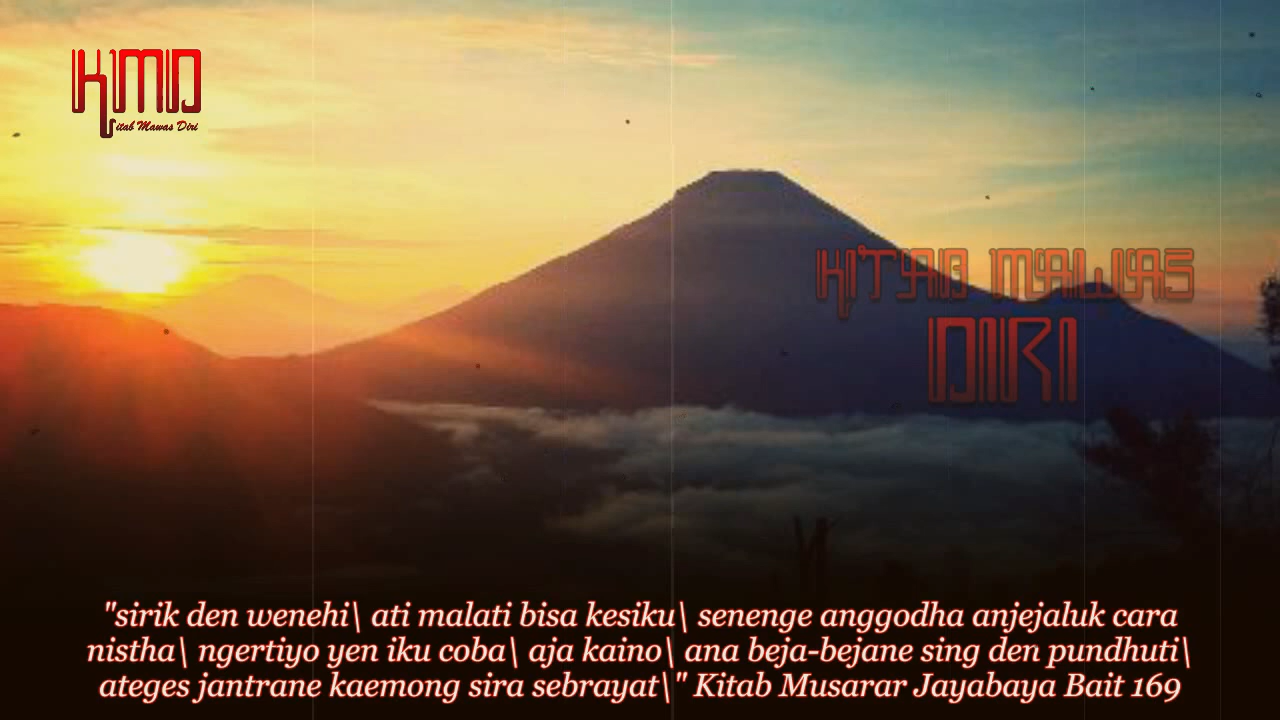 KMD
Kitab Mawas Diri
KITAB MAWAS
DIRI
"sirik den wenehi\ ati malati bisa kesiku\ senenge anggodha anjejaluk cara
nistha\ ngertiyo yen iku coba\ aja kaino\ ana beja-bejane sing den pundhuti\
ateges jantrane kaemong sira sebrayat\" Kitab Musarar Jayabaya Bait 169